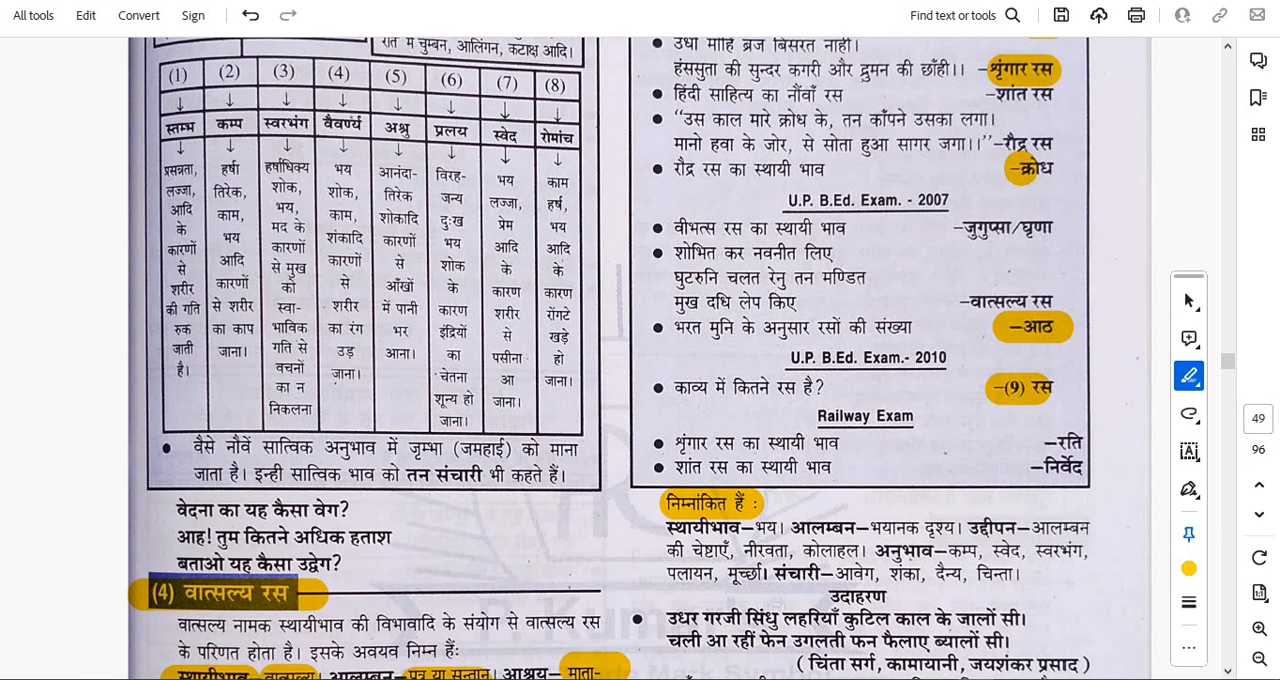 All tools Edit Convert Sign Find text or tools
रति में चुम्बन, आलिंगन, कटाक्ष आदि।
(1) (2) (3) (4) (5) (6) (7) (8)
↓ ↓ ↓ ↓ ↓ ↓ ↓ ↓
स्तम्भ कम्प स्वरभंग वैवर्ण्य अश्रु प्रलय स्वेद रोमांच
↓ ↓ ↓ ↓ ↓ ↓ ↓ ↓
प्रसन्नता,
लज्जा,
आदि
के
कारणों
से
शरीर
की गति
रुक
जाती
है।
हर्षा
तिरेक,
काम,
भय
आदि
कारणों
से शरीर
का काप
जाना।
हर्षाधिक्य
शोक,
भय,
मद के
कारणों
से मुख
को
स्वा-
भाविक
गति से
वचनों
का न
निकलना
भय
शोक,
काम,
शंकादि
कारणों
से
शरीर
का रंग
उड़
जाना।
आनंदा-
तिरेक
शोकादि
कारणों
से
आँखों
में पानी
भर
आना।
विरह-
जन्य
दुःख
भय
शोक
के
कारण
इंद्रियों
का
चेतना
शून्य हो
जाना।
भय
लज्जा,
प्रेम
आदि
के
कारण
शरीर
से
पसीना
आ
जाना।
काम
हर्ष,
भय
आदि
के
कारण
रोंगटे
खड़े
हो
जाना।
• वैसे नौवें सात्विक अनुभाव में जृम्भा (जमहाई) को माना
जाता है। इन्ही सात्विक भाव को तन संचारी भी कहते हैं।
वेदना का यह कैसा वेग?
आह! तुम कितने अधिक हताश
बताओ यह कैसा उद्वेग?
(4) वात्सल्य रस
वात्सल्य नामक स्थायीभाव की विभावादि के संयोग से वात्सल्य रस
के परिणत होता है। इसके अवयव निम्न हैः
स्थायीभाव–वात्सल्य। आलम्बन–पुत्र या सन्तान। आश्रय– माता-
• उधौ मोहि ब्रज बिसरत नाहीं।
हंससुता की सुन्दर कगरी और द्रुमन की छाँही।। –शृंगार रस
• हिंदी साहित्य का नौंवाँ रस –शांत रस
• “उस काल मारे क्रोध के, तन काँपने उसका लगा।
मानो हवा के जोर, से सोता हुआ सागर जगा।।” –रौद्र रस
• रौद्र रस का स्थायी भाव –क्रोध
U.P. B.Ed. Exam. - 2007
• वीभत्स रस का स्थायी भाव –जुगुप्सा/घृणा
• शोभित कर नवनीत लिए
घुटरुनि चलत रेनु तन मण्डित
मुख दधि लेप किए –वात्सल्य रस
• भरत मुनि के अनुसार रसों की संख्या –आठ
U.P. B.Ed. Exam.- 2010
• काव्य में कितने रस है? –(9) रस
Railway Exam
• शृंगार रस का स्थायी भाव –रति
• शांत रस का स्थायी भाव –निर्वेद
निम्नांकित हैं :
स्थायीभाव–भय। आलम्बन–भयानक दृश्य। उद्दीपन–आलम्बन
की चेष्टाएँ, नीरवता, कोलाहल। अनुभाव–कम्प, स्वेद, स्वरभंग,
पलायन, मूर्च्छा। संचारी–आवेग, शंका, दैन्य, चिन्ता।
उदाहरण
• उधर गरजी सिंधु लहरियाँ कुटिल काल के जालों सी।
चली आ रहीं फेन उगलती फन फैलाए ब्यालों सी।
( चिंता सर्ग, कामायानी, जयशंकर प्रसाद )
49
96